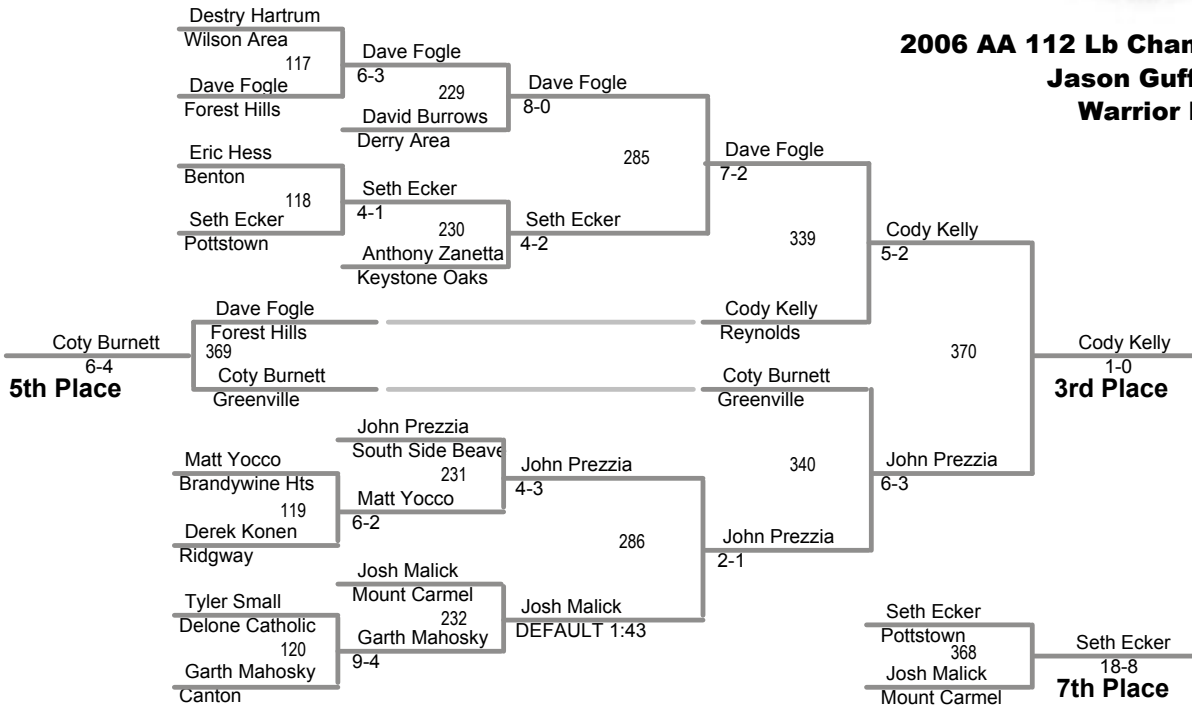 2006 AA 112 Lb
Jason
Warrior
Destry Hartrum
Wilson Area
117
Dave Fogle
Forest Hills
Dave Fogle
6-3
229
David Burrows
Derry Area
Dave Fogle
8-0
Eric Hess
Benton
118
Seth Ecker
Pottstown
Seth Ecker
4-1
230
Anthony Zanetta
Keystone Oaks
Seth Ecker
4-2
285
Dave Fogle
7-2
339
Cody Kelly
Reynolds
Cody Kelly
5-2
Dave Fogle
Forest Hills
369
Coty Burnett
Greenville
Coty Burnett
6-4
5th Place
370
Cody Kelly
1-0
3rd Place
Coty Burnett
Greenville
340
John Prezzia
6-3
John Prezzia
South Side Beave
231
Matt Yocco
Brandywine Hts
119
Derek Konen
Ridgway
Matt Yocco
6-2
John Prezzia
4-3
286
John Prezzia
2-1
Josh Malick
Mount Carmel
232
Tyler Small
Delone Catholic
120
Garth Mahosky
Canton
Garth Mahosky
9-4
Josh Malick
DEFAULT 1:43
Seth Ecker
Pottstown
368
Josh Malick
Mount Carmel
Seth Ecker
18-8
7th Place